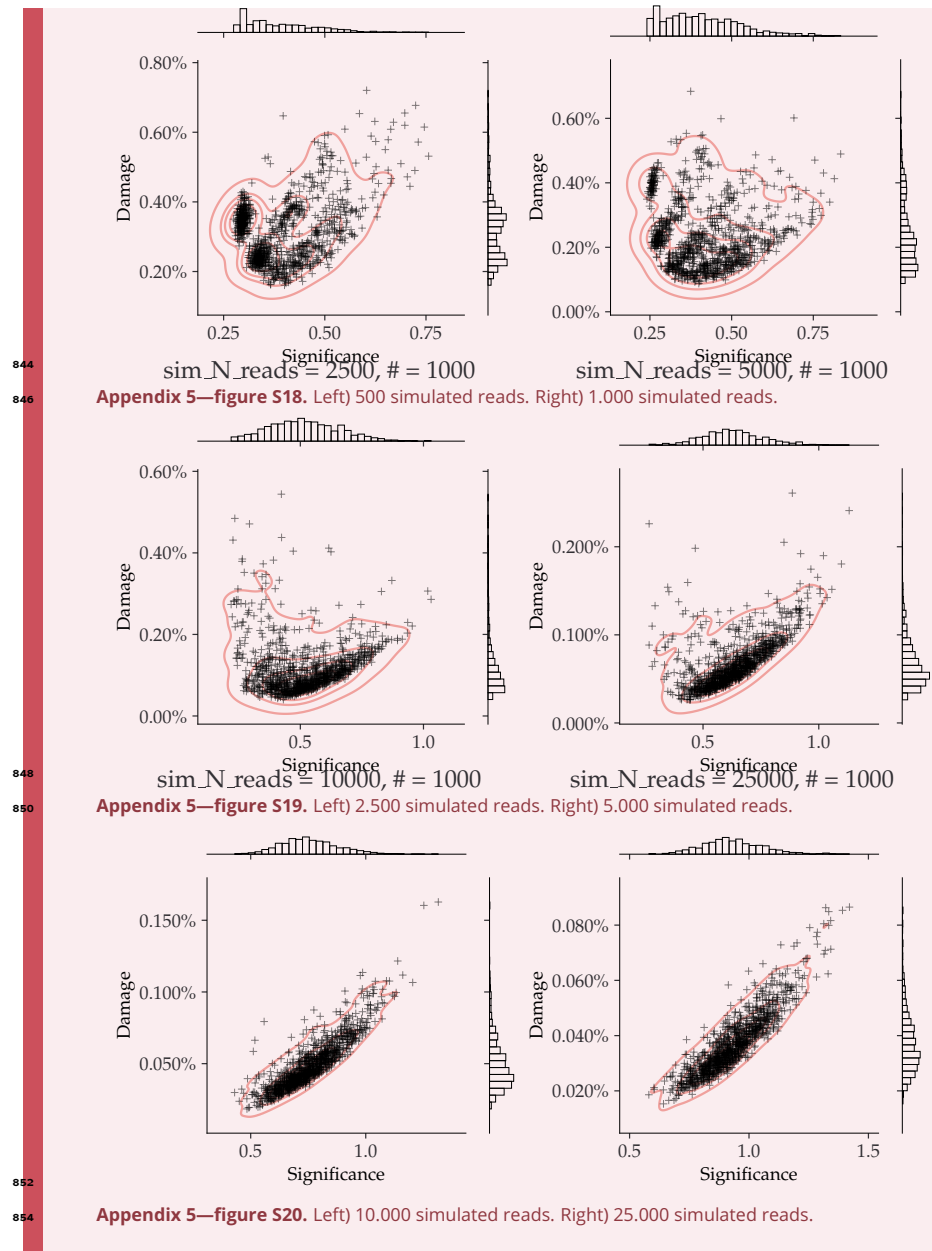 0.80%
0.60%
0.40%
0.20%
Damage
0.25
0.50
0.75
Significance
0.60%
0.40%
0.20%
0.00%
Damage
0.25
0.50
0.75
Significance
844
sim_N_reads = 2500, # = 1000
sim_N_reads = 5000, # = 1000
846
Appendix 5—figure S18. Left) 500 simulated reads. Right) 1.000 simulated reads.
0.60%
0.40%
0.20%
0.00%
Damage
0.5
1.0
Significance
0.200%
0.100%
0.000%
Damage
0.5
1.0
Significance
848
sim_N_reads = 10000, # = 1000
sim_N_reads = 25000, # = 1000
850
Appendix 5—figure S19. Left) 2.500 simulated reads. Right) 5.000 simulated reads.
0.150%
0.100%
0.050%
Damage
0.5
1.0
Significance
0.080%
0.060%
0.040%
0.020%
Damage
0.5
1.0
1.5
Significance
852
854
Appendix 5—figure S20. Left) 10.000 simulated reads. Right) 25.000 simulated reads.